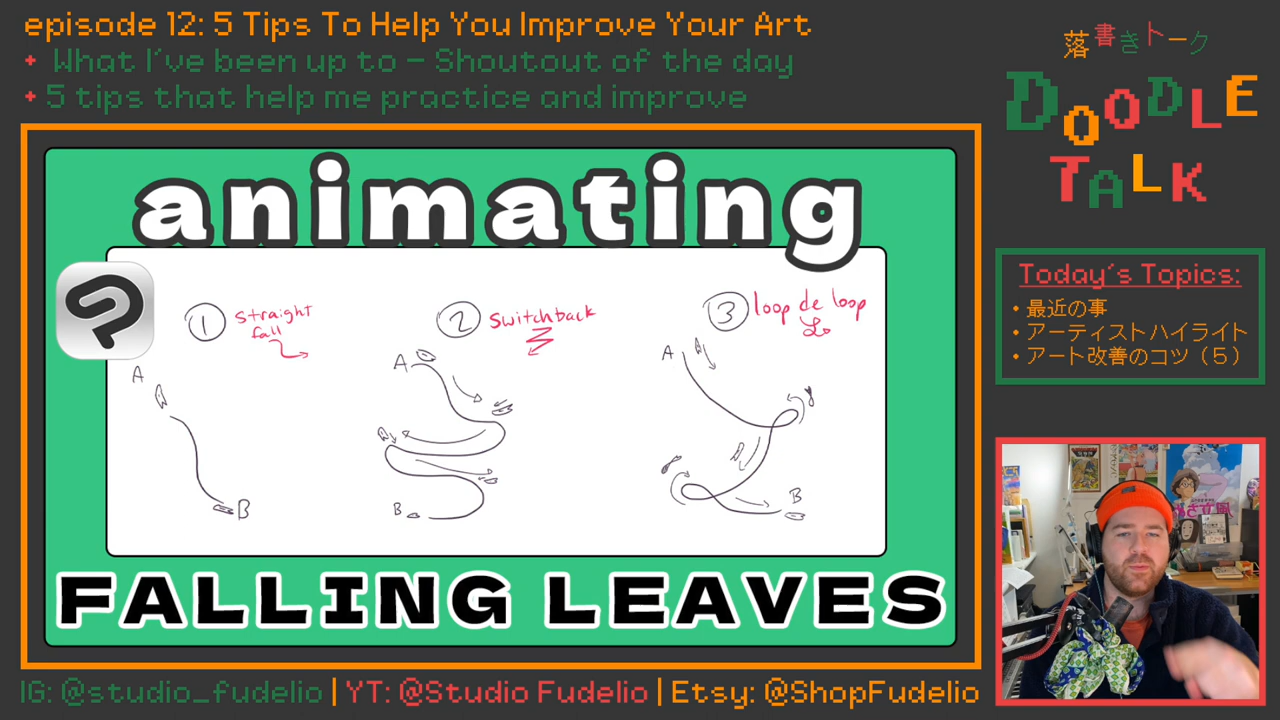 episode 12: 5 Tips To Help You Improve Your Art
+ What I've been up to - Shoutout of the day
+ 5 tips that help me practice and improve
落書きトーク
DOODLE
TALK
animating
1 straight
fall
2 Switchback
3 loop de loop
A
B
A
B
A
B
FALLING LEAVES
Today's Topics:
• 最近の事
• アーティストハイライト
• アート改善のコツ（5）
IG: @studio_fudelio | YT: @Studio Fudelio | Etsy: @ShopFudelio